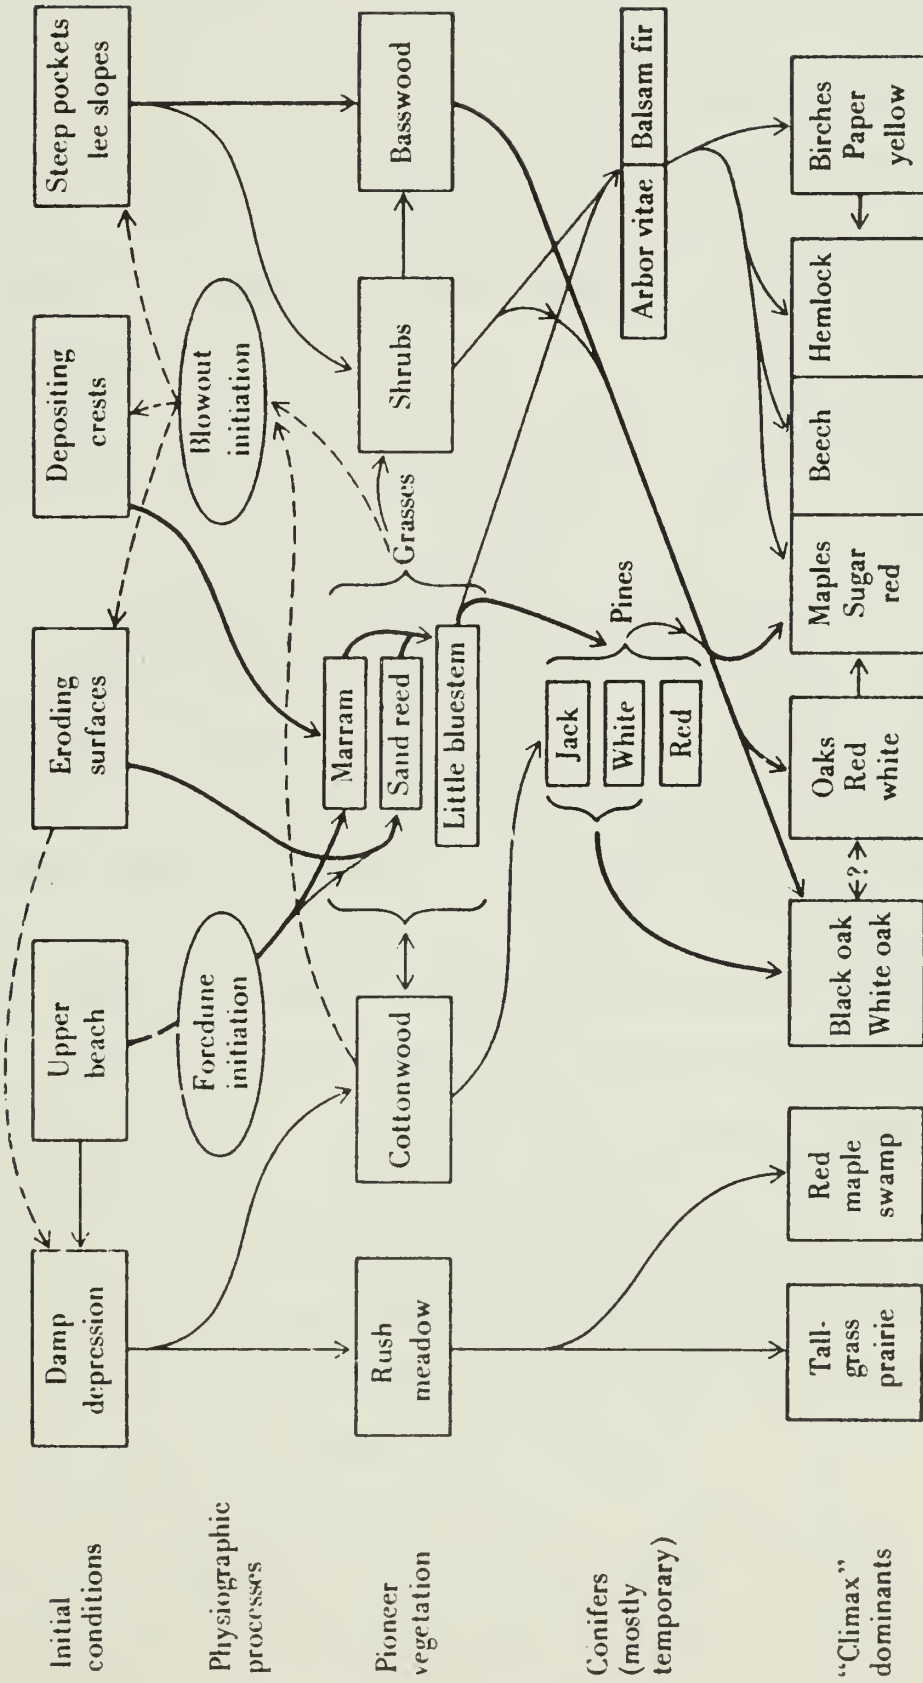 Initial
conditions
Damp
depression
Upper
beach
Eroding
surfaces
Depositing
crests
Steep pockets
lee slopes
Physiographic
processes
Foredune
initiation
Blowout
initiation
Pioneer
vegetation
Rush
meadow
Cottonwood
Marram
Sand reed
Little bluestem
Grasses
Shrubs
Basswood
Conifers
(mostly
temporary)
Jack
White
Red
Pines
Arbor vitae
Balsam fir
“Climax”
dominants
Tall-
grass
prairie
Red
maple
swamp
Black oak
White oak
?
Oaks
Red
white
Maples
Sugar
red
Beech
Hemlock
Birches
Paper
yellow